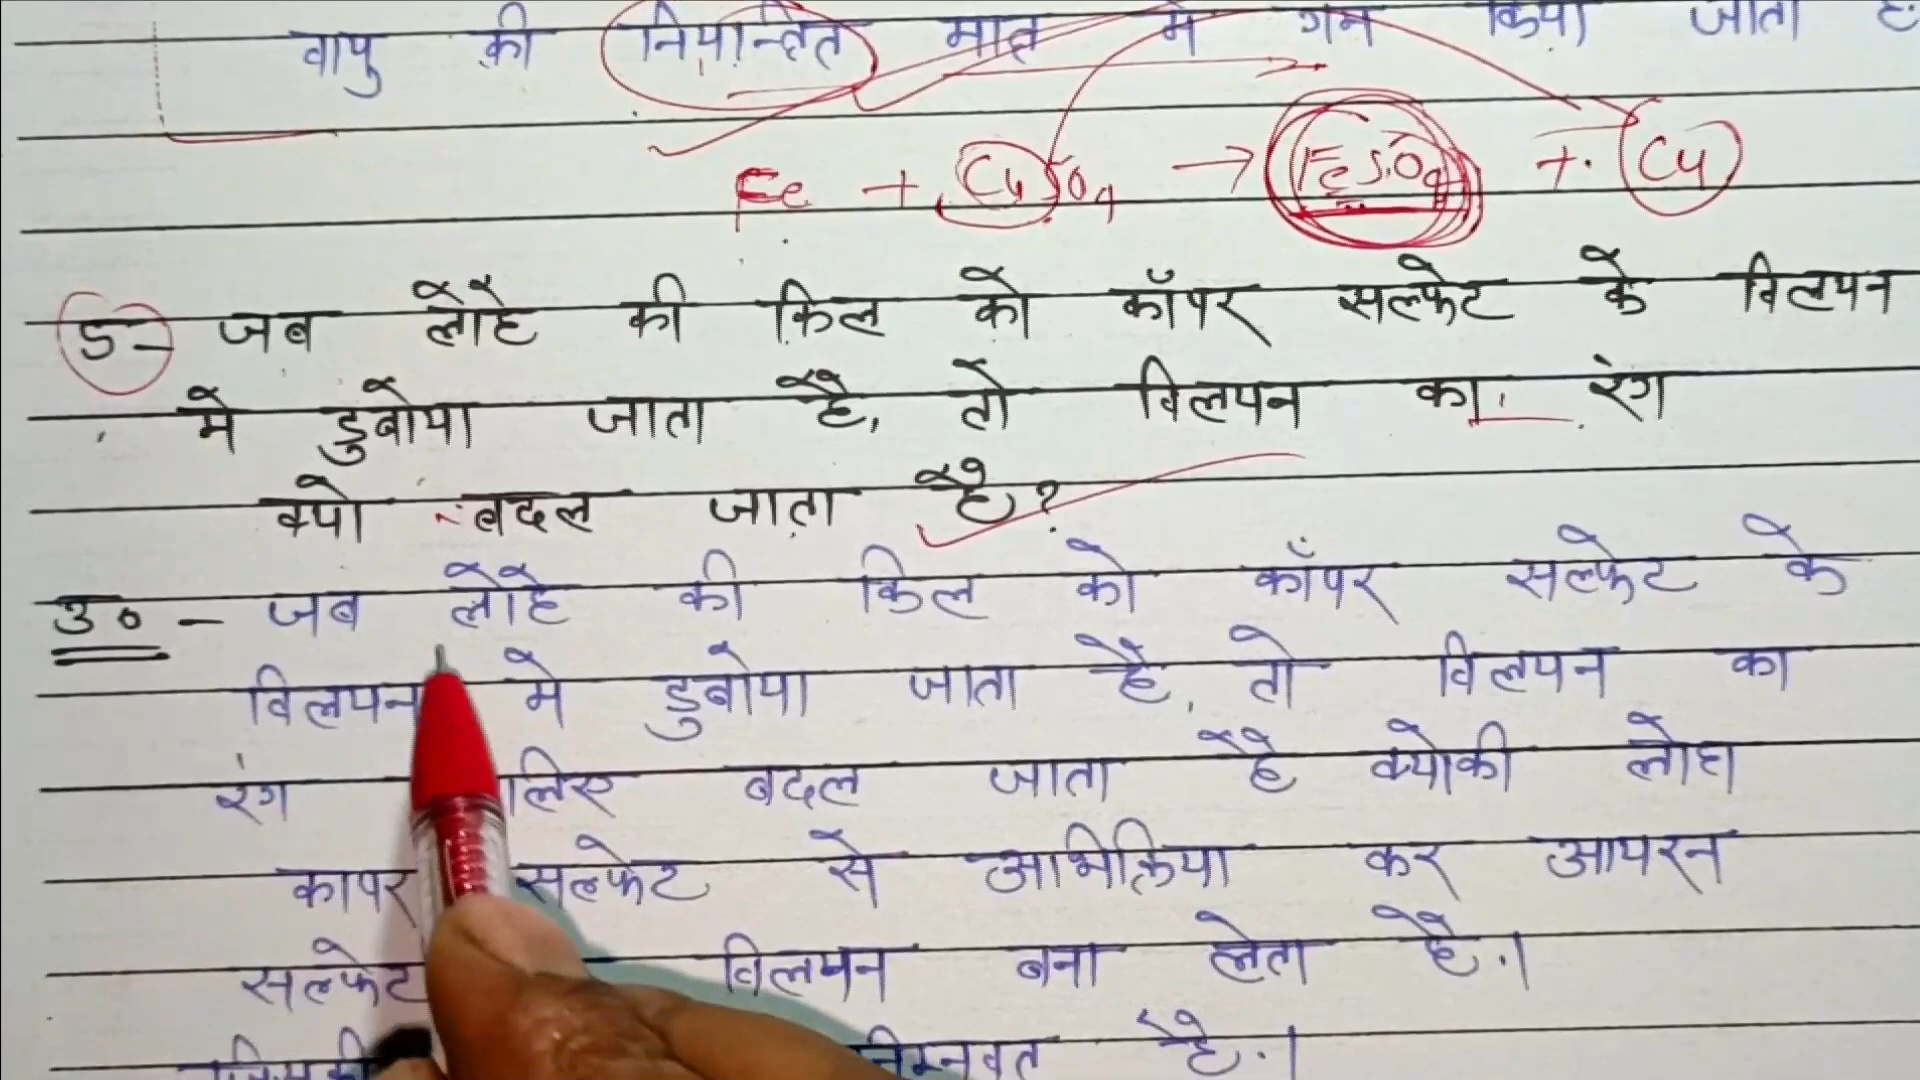 वायु की नियन्त्रित मात्रा मे गर्म किया जाता है
Fe + CuSO4 → FeSO4 + Cu
5- जब लोहे की किल को कॉपर सल्फेट के विलयन
मे डुबोया जाता है, तो विलयन का रंग
क्यो बदल जाता है?
उ० - जब लोहे की किल को कॉपर सल्फेट के
विलयन मे डुबोया जाता है, तो विलयन का
रंग लिए बदल जाता है क्योकी लोहा
कापर सल्फेट से अभिक्रिया कर आयरन
सल्फेट विलयन बना लेता है।
निम्नवत है।